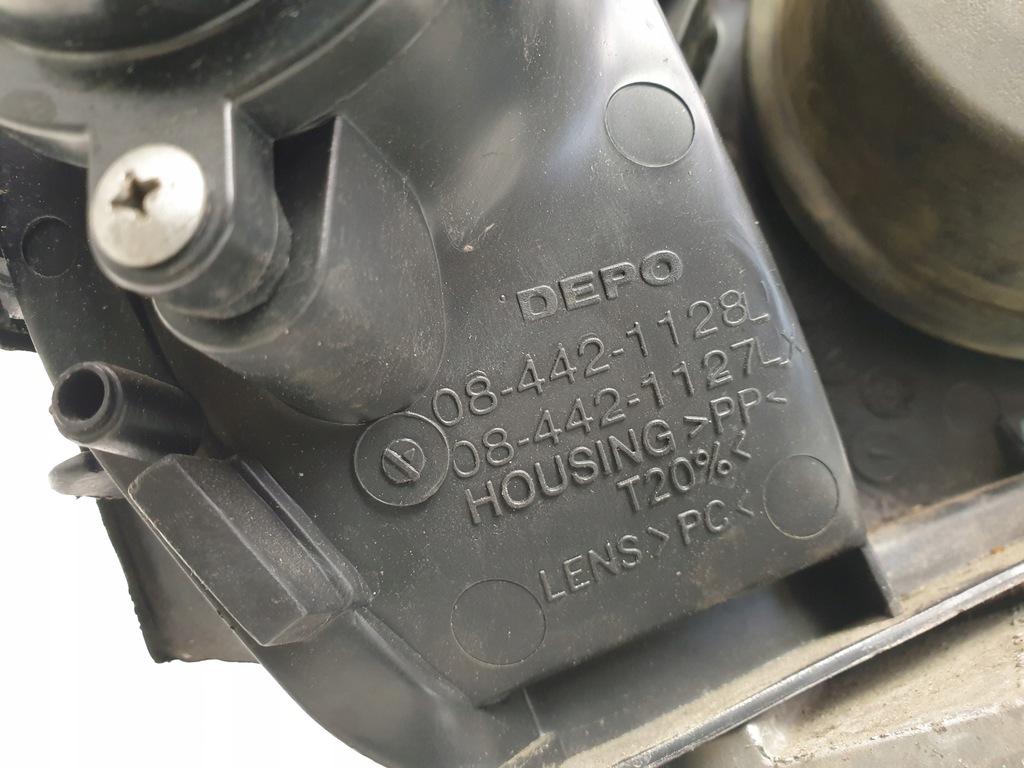 DEPO
08-442-1128L
08-442-1127LX
HOUSING >PP<
T20%<
LENS >PC<